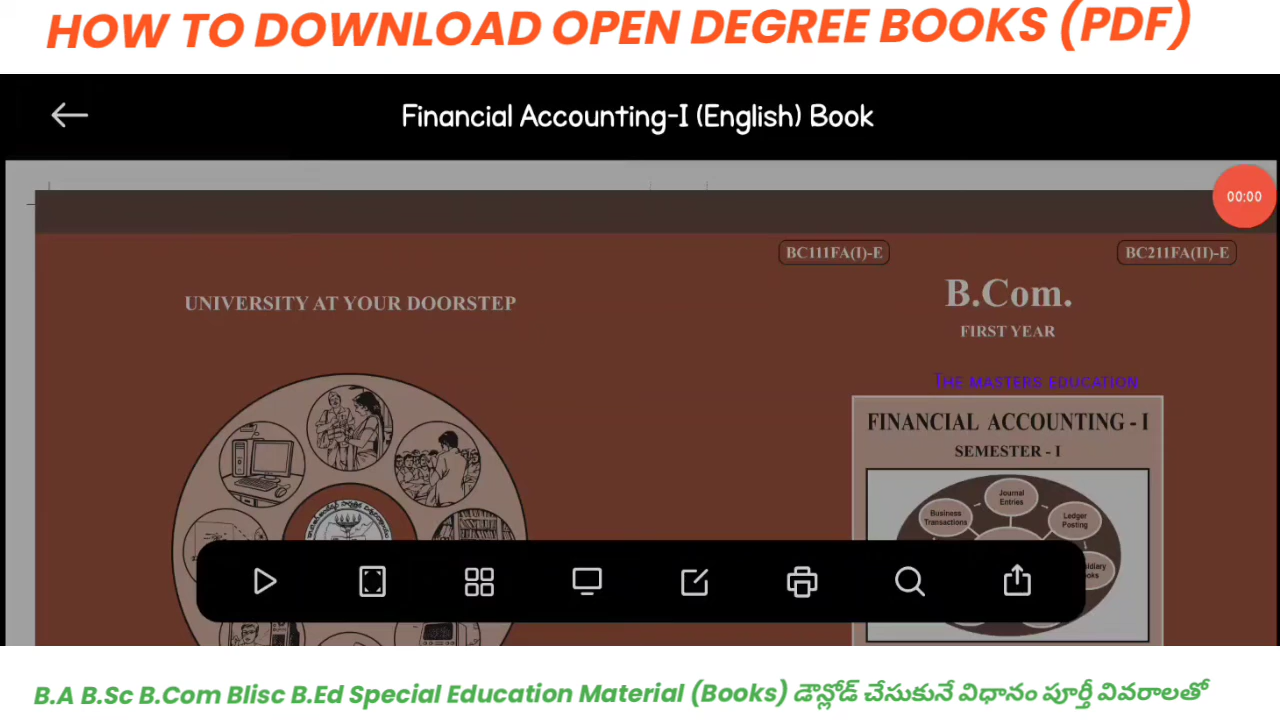 HOW TO DOWNLOAD OPEN DEGREE BOOKS (PDF)
Financial Accounting-I (English) Book
00:00
BC111FA(I)-E
BC211FA(II)-E
UNIVERSITY AT YOUR DOORSTEP
B.Com.
FIRST YEAR
THE MASTERS EDUCATION
FINANCIAL ACCOUNTING - I
SEMESTER - I
Journal
Entries
Business
Transactions
Ledger
Posting
B.A B.Sc B.Com Blisc B.Ed Special Education Material (Books) డౌన్లోడ్ చేసుకునే విధానం పూర్తీ వివరాలతో